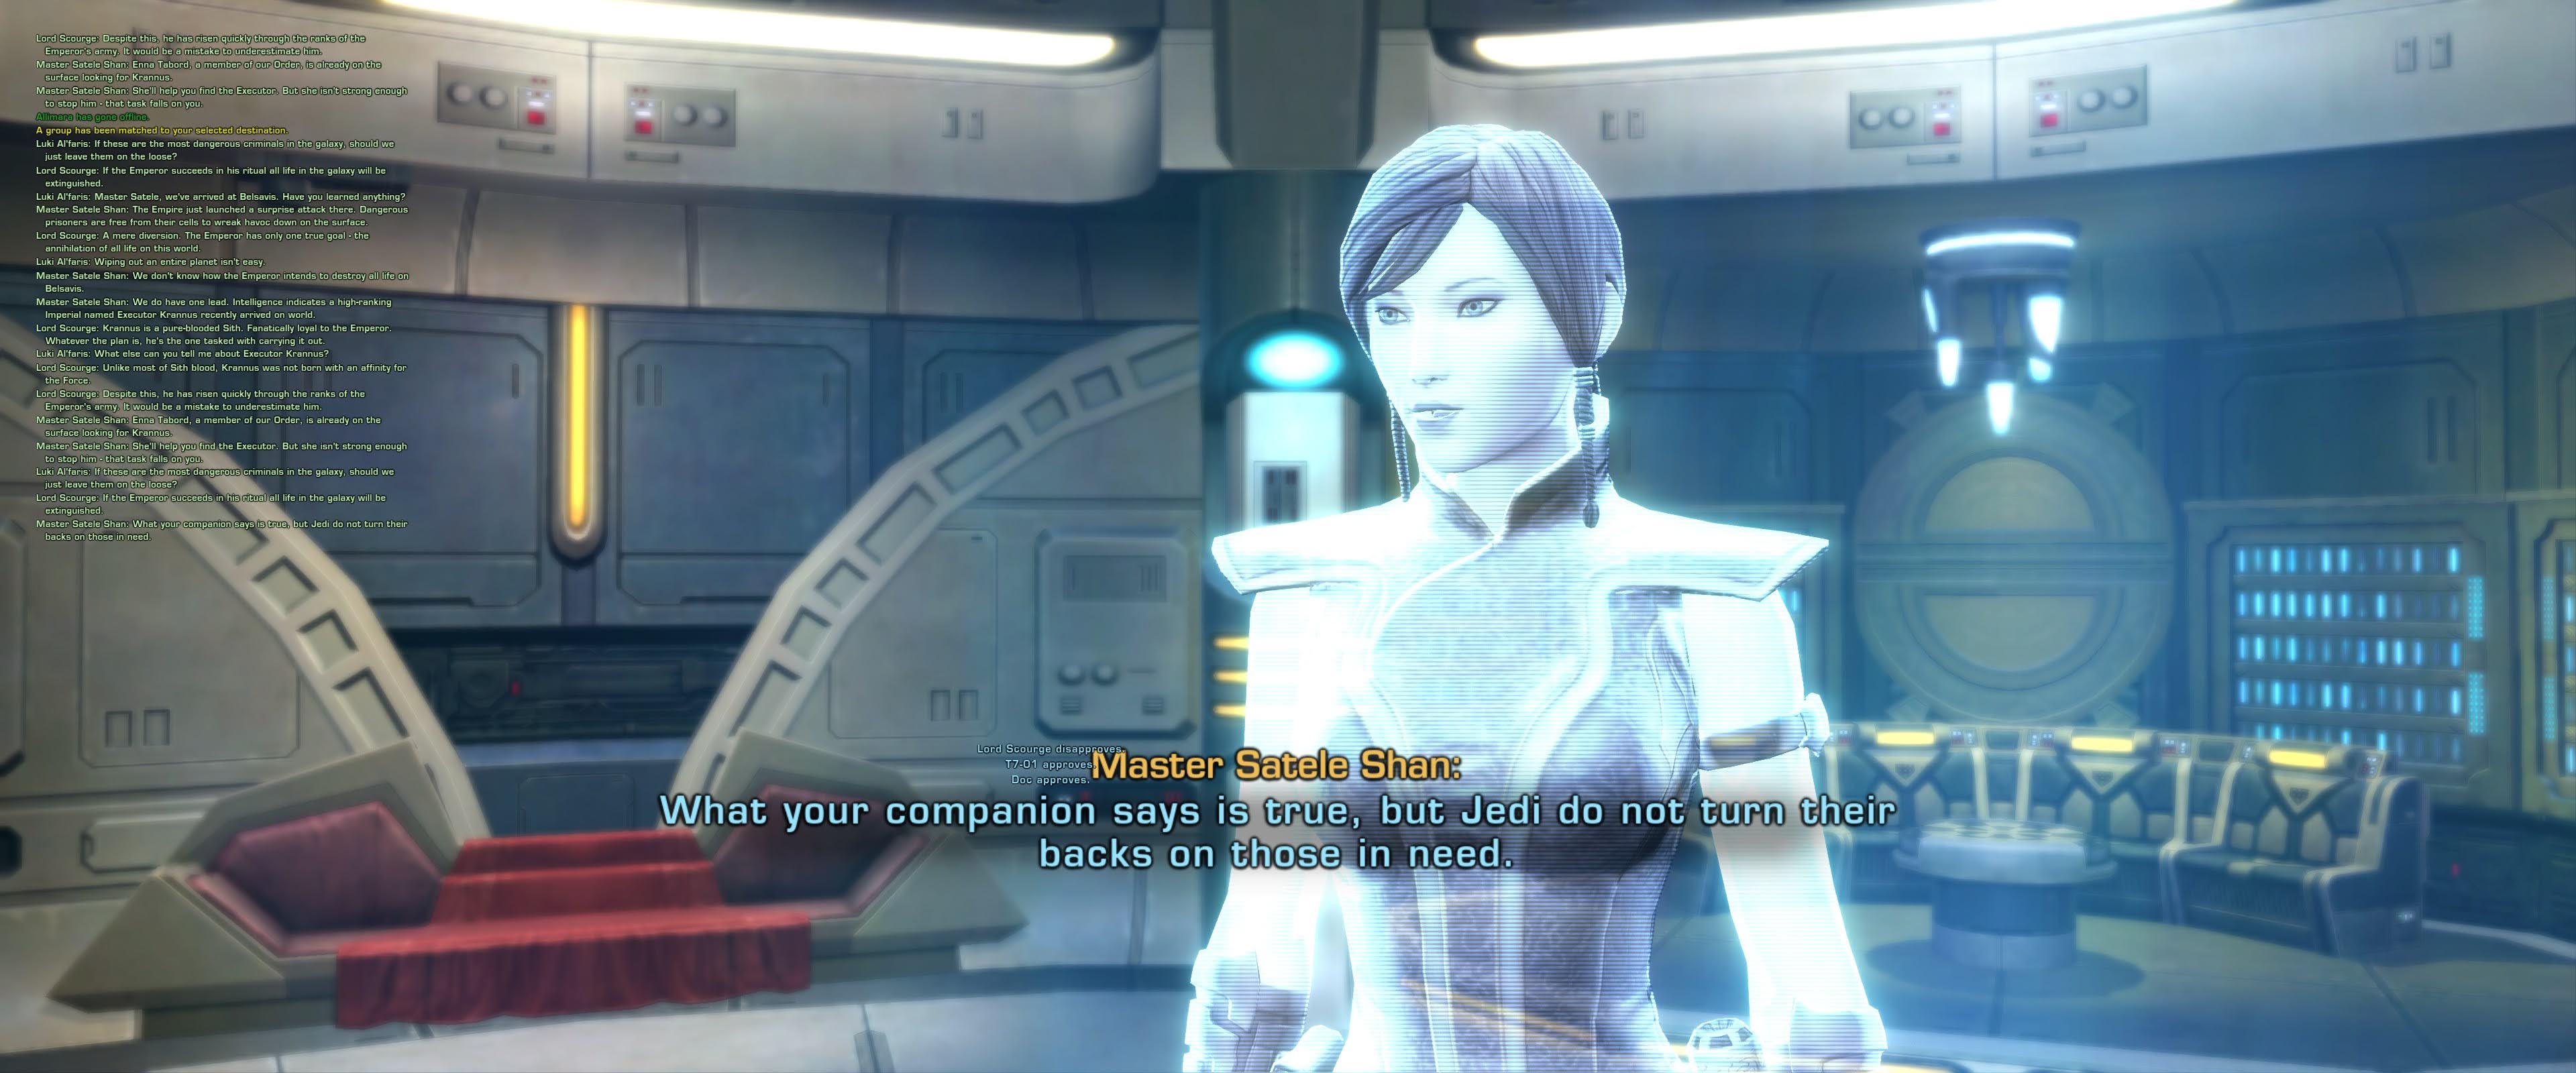 Lord Scourge: Despite this, he has risen quickly through the ranks of the
Emperor's army. It would be a mistake to underestimate him.
Master Satele Shan: Enna Tabord, a member of our Order, is already on the
surface looking for Krannus.
Master Satele Shan: She'll help you find the Executor. But she isn't strong enough
to stop him - that task falls on you.
Allimara has gone offline.
A group has been matched to your selected destination.
Luki Al'faris: If these are the most dangerous criminals in the galaxy, should we
just leave them on the loose?
Lord Scourge: If the Emperor succeeds in his ritual all life in the galaxy will be
extinguished.
Luki Al'faris: Master Satele, we've arrived at Belsavis. Have you learned anything?
Master Satele Shan: The Empire just launched a surprise attack there. Dangerous
prisoners are free from their cells to wreak havoc down on the surface.
Lord Scourge: A mere diversion. The Emperor has only one true goal - the
annihilation of all life on this world.
Luki Al'faris: Wiping out an entire planet isn't easy.
Master Satele Shan: We don't know how the Emperor intends to destroy all life on
Belsavis.
Master Satele Shan: We do have one lead. Intelligence indicates a high-ranking
Imperial named Executor Krannus recently arrived on world.
Lord Scourge: Krannus is a pure-blooded Sith. Fanatically loyal to the Emperor.
Whatever the plan is, he's the one tasked with carrying it out.
Luki Al'faris: What else can you tell me about Executor Krannus?
Lord Scourge: Unlike most of Sith blood, Krannus was not born with an affinity for
the Force.
Lord Scourge: Despite this, he has risen quickly through the ranks of the
Emperor's army. It would be a mistake to underestimate him.
Master Satele Shan: Enna Tabord, a member of our Order, is already on the
surface looking for Krannus.
Master Satele Shan: She'll help you find the Executor. But she isn't strong enough
to stop him - that task falls on you.
Luki Al'faris: If these are the most dangerous criminals in the galaxy, should we
just leave them on the loose?
Lord Scourge: If the Emperor succeeds in his ritual all life in the galaxy will be
extinguished.
Master Satele Shan: What your companion says is true, but Jedi do not turn their
backs on those in need.
Lord Scourge disapproves.
T7-O1 approves.
Doc approves.
Master Satele Shan:
What your companion says is true, but Jedi do not turn their
backs on those in need.